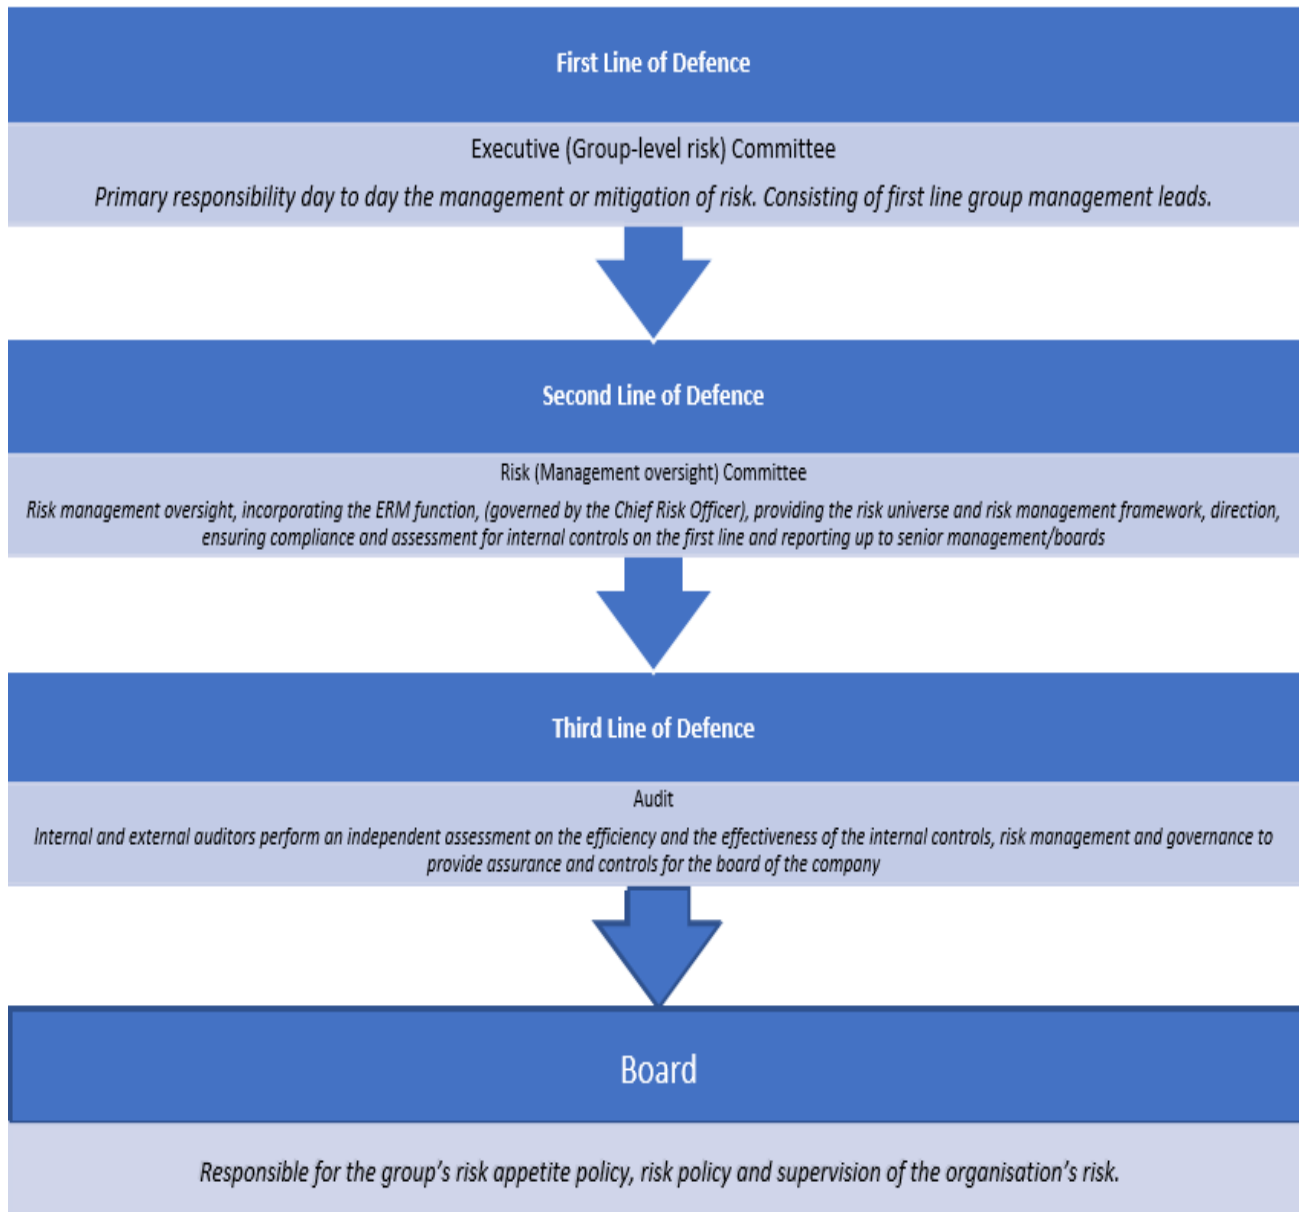 First Line of Defence
Executive (Group-level risk) Committee
Primary responsibility day to day the management or mitigation of risk. Consisting of first line group management leads.
Second Line of Defence
Risk (Management oversight) Committee
Risk management oversight, incorporating the ERM function, (governed by the Chief Risk Officer), providing the risk universe and risk management framework, direction,
ensuring compliance and assessment for internal controls on the first line and reporting up to senior management/boards
Third Line of Defence
Audit
Internal and external auditors perform an independent assessment on the efficiency and the effectiveness of the internal controls, risk management and governance to
provide assurance and controls for the board of the company
Board
Responsible for the group’s risk appetite policy, risk policy and supervision of the organisation’s risk.